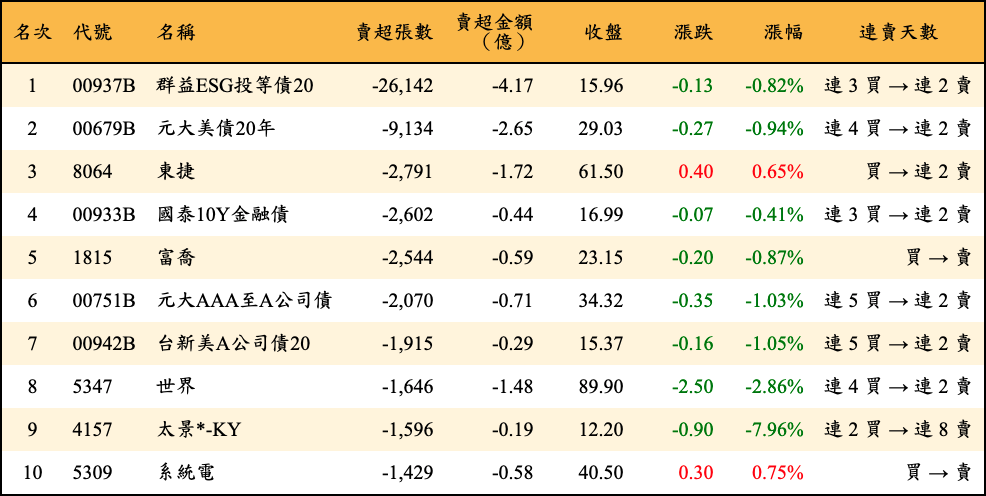 名次 代號 名稱 賣超張數 賣超金額（億） 收盤 漲跌 漲幅 連賣天數
1 00937B 群益ESG投等債20 -26,142 -4.17 15.96 -0.13 -0.82% 連 3 買 → 連 2 賣
2 00679B 元大美債20年 -9,134 -2.65 29.03 -0.27 -0.94% 連 4 買 → 連 2 賣
3 8064 東捷 -2,791 -1.72 61.50 0.40 0.65% 買 → 連 2 賣
4 00933B 國泰10Y金融債 -2,602 -0.44 16.99 -0.07 -0.41% 連 3 買 → 連 2 賣
5 1815 富喬 -2,544 -0.59 23.15 -0.20 -0.87% 買 → 賣
6 00751B 元大AAA至A公司債 -2,070 -0.71 34.32 -0.35 -1.03% 連 5 買 → 連 2 賣
7 00942B 台新美A公司債20 -1,915 -0.29 15.37 -0.16 -1.05% 連 5 買 → 連 2 賣
8 5347 世界 -1,646 -1.48 89.90 -2.50 -2.86% 連 4 買 → 連 2 賣
9 4157 太景*-KY -1,596 -0.19 12.20 -0.90 -7.96% 連 2 買 → 連 8 賣
10 5309 系統電 -1,429 -0.58 40.50 0.30 0.75% 買 → 賣